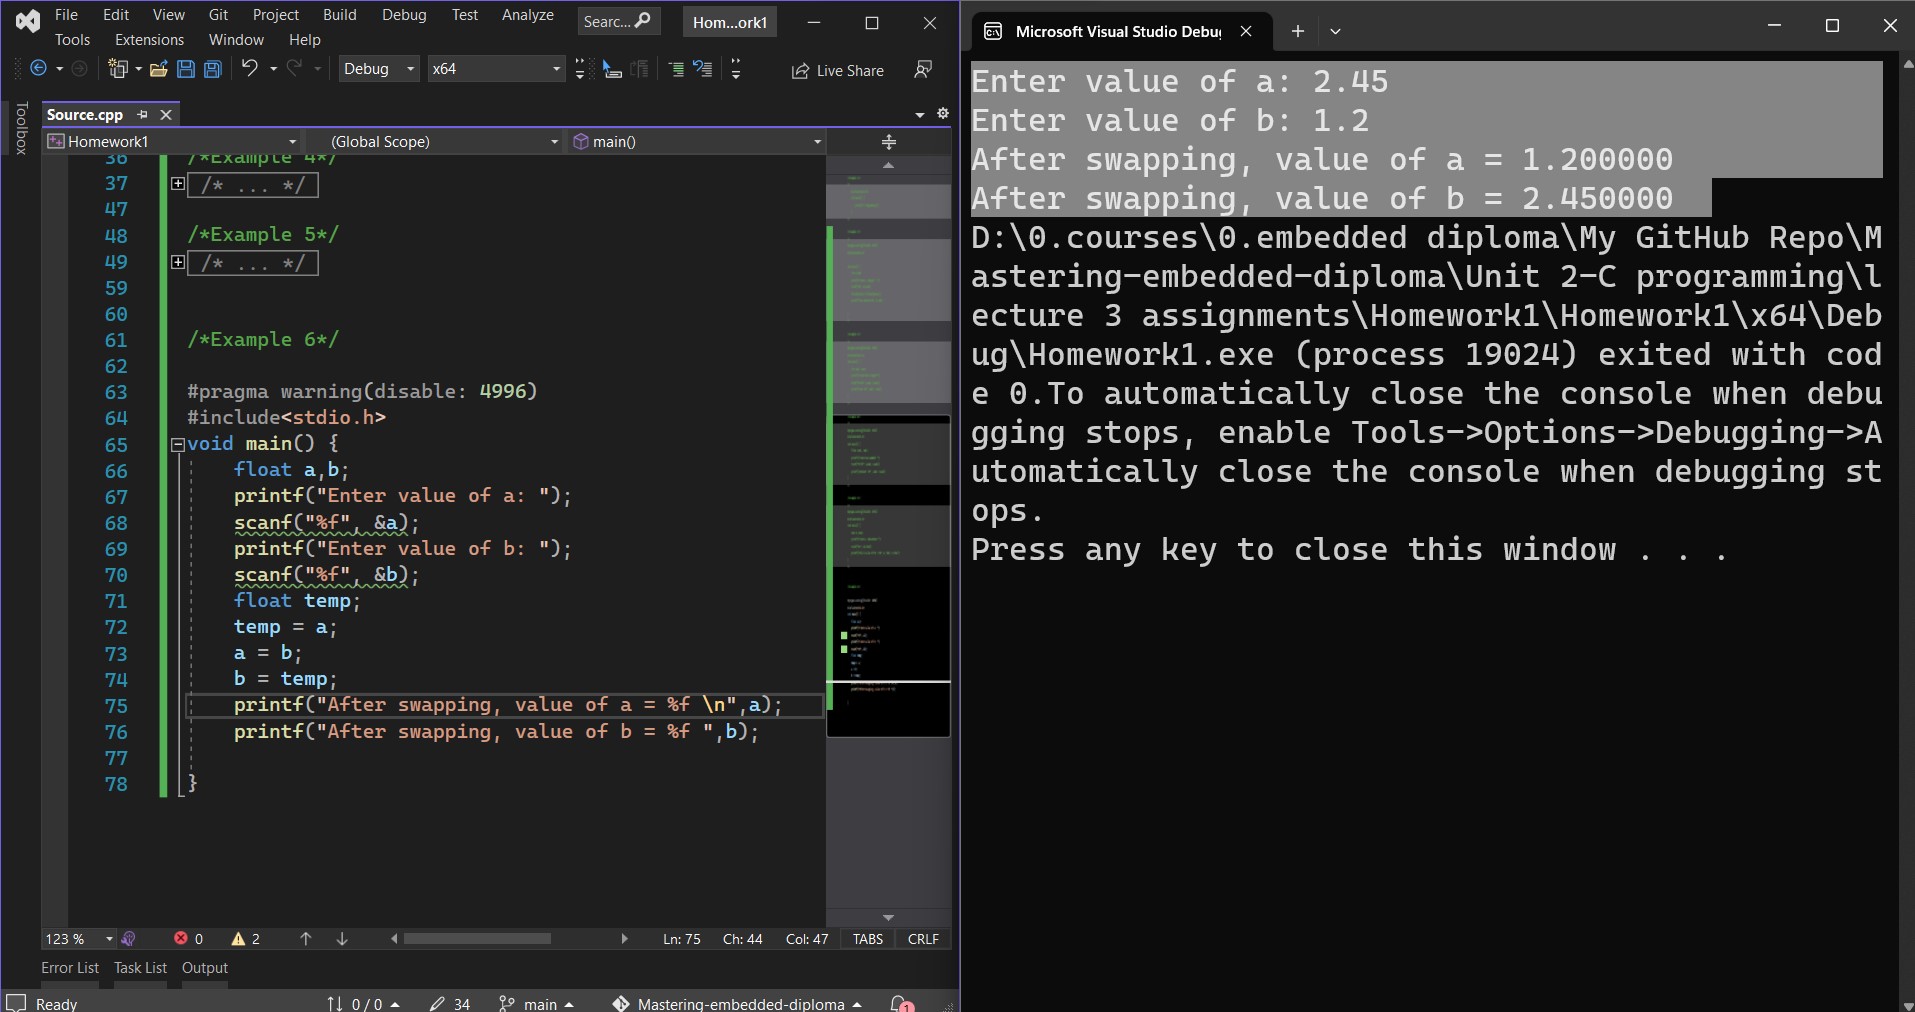 File Edit View Git Project Build Debug Test Analyze Searc... Hom...ork1
Tools Extensions Window Help
Debug x64 Live Share
Toolbox
Source.cpp
Homework1 (Global Scope) main()
36 /*Example 4*/
37 /* ... */
47
48 /*Example 5*/
49 /* ... */
59
60
61 /*Example 6*/
62
63 #pragma warning(disable: 4996)
64 #include<stdio.h>
65 void main() {
66 float a,b;
67 printf("Enter value of a: ");
68 scanf("%f", &a);
69 printf("Enter value of b: ");
70 scanf("%f", &b);
71 float temp;
72 temp = a;
73 a = b;
74 b = temp;
75 printf("After swapping, value of a = %f \n",a);
76 printf("After swapping, value of b = %f ",b);
77
78 }
123 % 0 2 Ln: 75 Ch: 44 Col: 47 TABS CRLF
Error List Task List Output
Ready 0 / 0 34 main Mastering-embedded-diploma 1
Microsoft Visual Studio Debu
Enter value of a: 2.45
Enter value of b: 1.2
After swapping, value of a = 1.200000
After swapping, value of b = 2.450000
D:\0.courses\0.embedded diploma\My GitHub Repo\M
astering-embedded-diploma\Unit 2-C programming\l
ecture 3 assignments\Homework1\Homework1\x64\Deb
ug\Homework1.exe (process 19024) exited with cod
e 0.To automatically close the console when debu
gging stops, enable Tools->Options->Debugging->A
utomatically close the console when debugging st
ops.
Press any key to close this window . . .